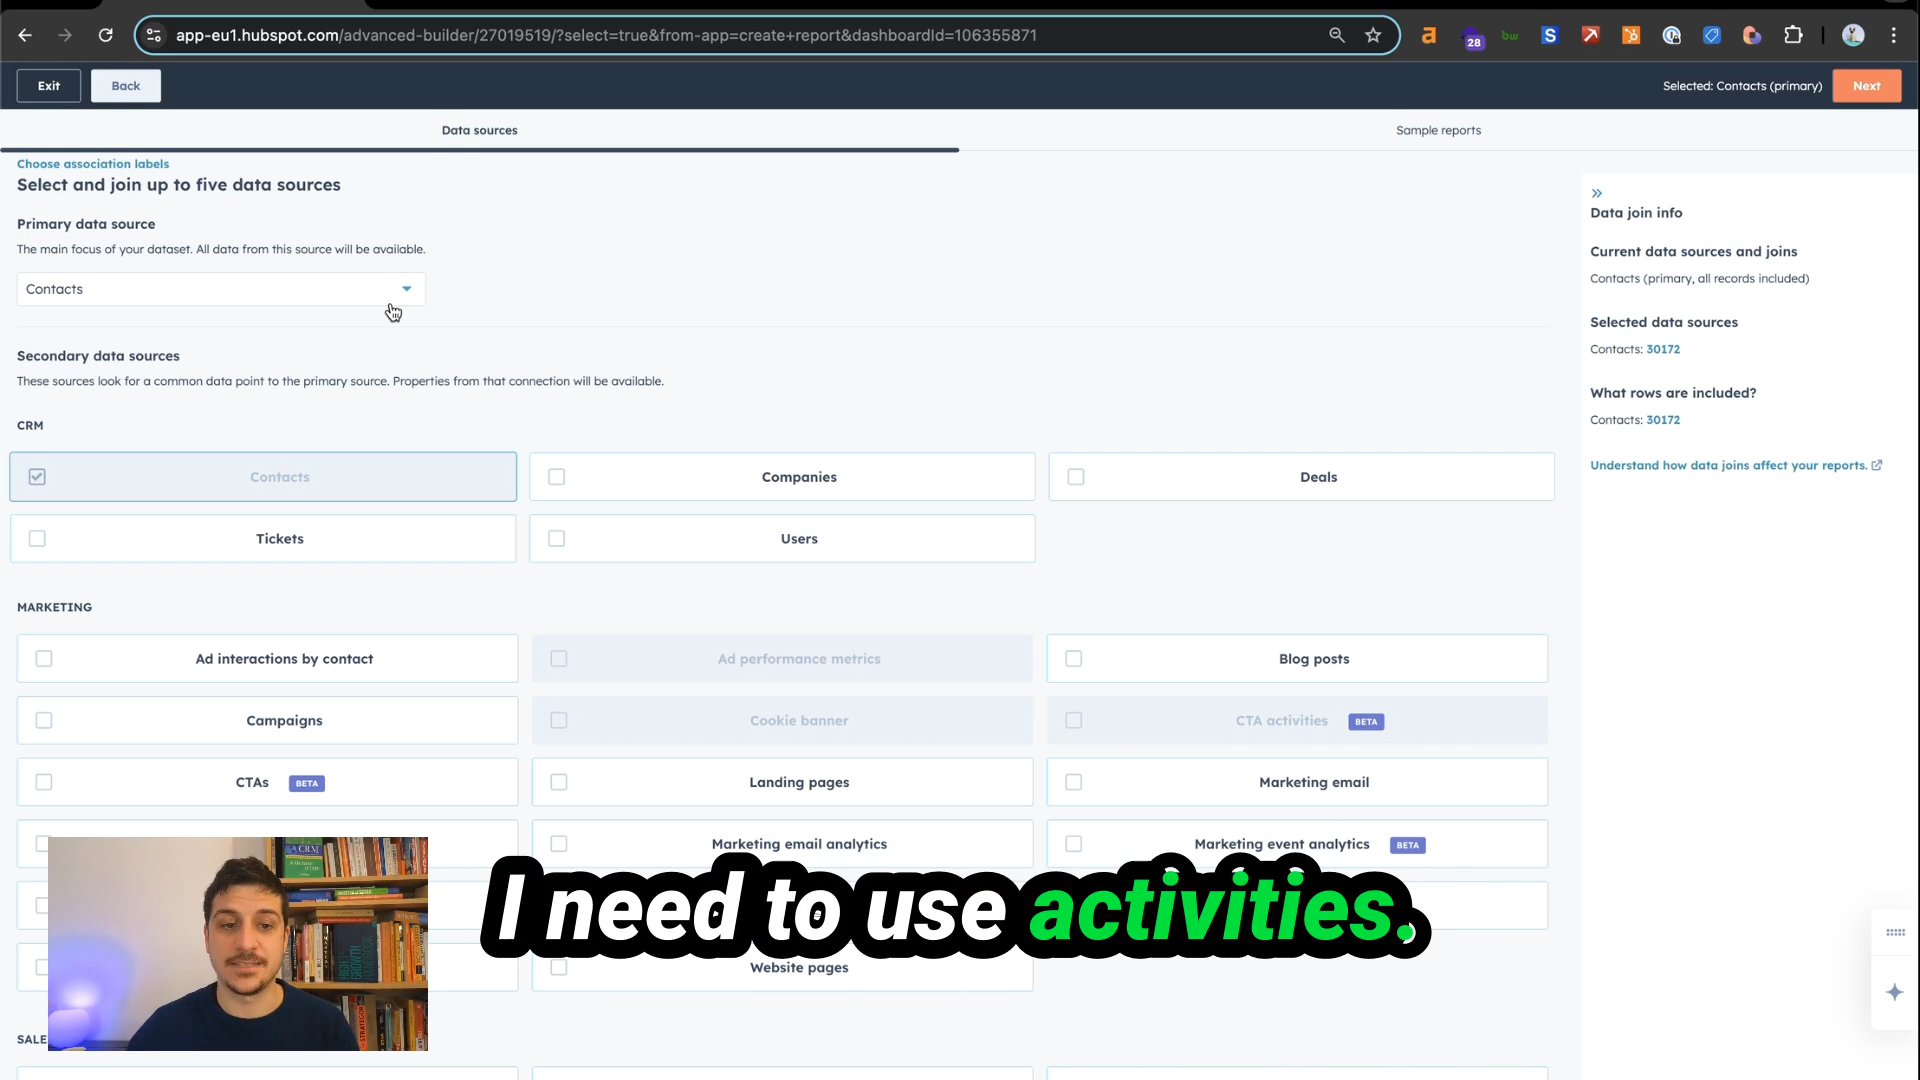 app-eu1.hubspot.com/advanced-builder/27019519/?select=true&from-app=create+report&dashboardId=106355871
28
bw
Exit
Back
Selected: Contacts (primary)
Next
Data sources
Sample reports
Choose association labels
Select and join up to five data sources
Primary data source
The main focus of your dataset. All data from this source will be available.
Contacts
Secondary data sources
These sources look for a common data point to the primary source. Properties from that connection will be available.
CRM
Contacts
Companies
Deals
Tickets
Users
MARKETING
Ad interactions by contact
Ad performance metrics
Blog posts
Campaigns
Cookie banner
CTA activities BETA
CTAs BETA
Landing pages
Marketing email
Marketing email analytics
Marketing event analytics BETA
I need to use activities.
Website pages
SALE
Data join info
Current data sources and joins
Contacts (primary, all records included)
Selected data sources
Contacts: 30172
What rows are included?
Contacts: 30172
Understand how data joins affect your reports.
CRM